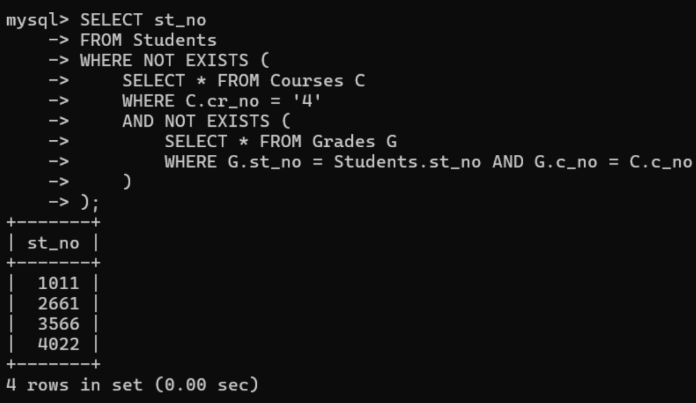 mysql> SELECT st_no
    -> FROM Students
    -> WHERE NOT EXISTS (
    ->     SELECT * FROM Courses C
    ->     WHERE C.cr_no = '4'
    ->     AND NOT EXISTS (
    ->         SELECT * FROM Grades G
    ->         WHERE G.st_no = Students.st_no AND G.c_no = C.c_no
    ->     )
    -> );
+-------+
| st_no |
+-------+
|  1011 |
|  2661 |
|  3566 |
|  4022 |
+-------+
4 rows in set (0.00 sec)